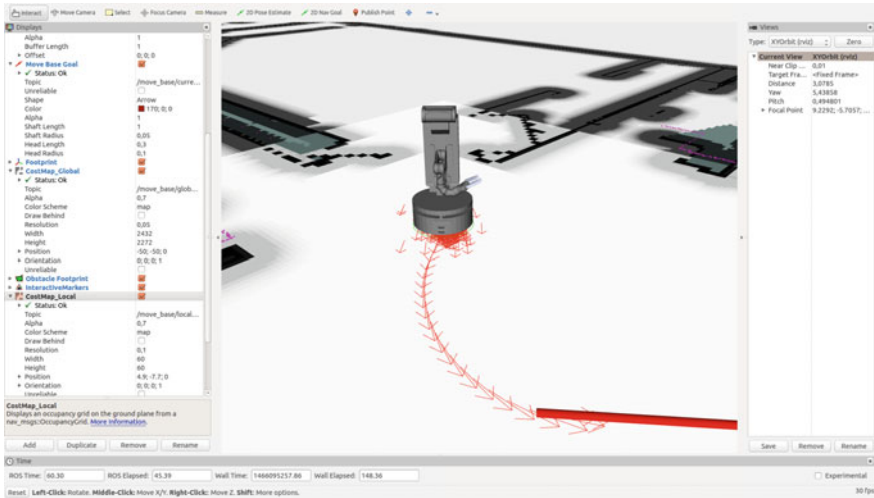 Interact Move Camera Select Focus Camera Measure 2D Pose Estimate 2D Nav Goal Publish Point
Displays
Alpha 1
Buffer Length 1
Offset 0; 0; 0
Move Base Goal
Status: Ok
Topic /move_base/curre...
Unreliable
Shape Arrow
Color 170; 0; 0
Alpha 1
Shaft Length 1
Shaft Radius 0,05
Head Length 0,3
Head Radius 0,1
Footprint
CostMap_Global
Status: Ok
Topic /move_base/glob...
Alpha 0,7
Color Scheme map
Draw Behind
Resolution 0,05
Width 2432
Height 2272
Position -50; -50; 0
Orientation 0; 0; 0; 1
Unreliable
Obstacle Footprint
InteractiveMarkers
CostMap_Local
Status: Ok
Topic /move_base/local...
Alpha 0,7
Color Scheme map
Draw Behind
Resolution 0,1
Width 60
Height 60
Position 4.9; -7.7; 0
Orientation 0; 0; 0; 1
Unreliable
CostMap_Local
Displays an occupancy grid on the ground plane from a
nav_msgs::OccupancyGrid. More Information.
Add Duplicate Remove Rename
Views
Type: XYOrbit (rviz) Zero
Current View XYOrbit (rviz)
Near Clip ... 0,01
Target Fra... <Fixed Frame>
Distance 3,0785
Yaw 5,43858
Pitch 0,494801
Focal Point 9.2292; -5.7057; ...
Save Remove Rename
Time
ROS Time: 60.30 ROS Elapsed: 45.39 Wall Time: 1466095257.86 Wall Elapsed: 148.36 Experimental
Reset Left-Click: Rotate. Middle-Click: Move X/Y. Right-Click: Move Z. Shift: More options. 30 fps